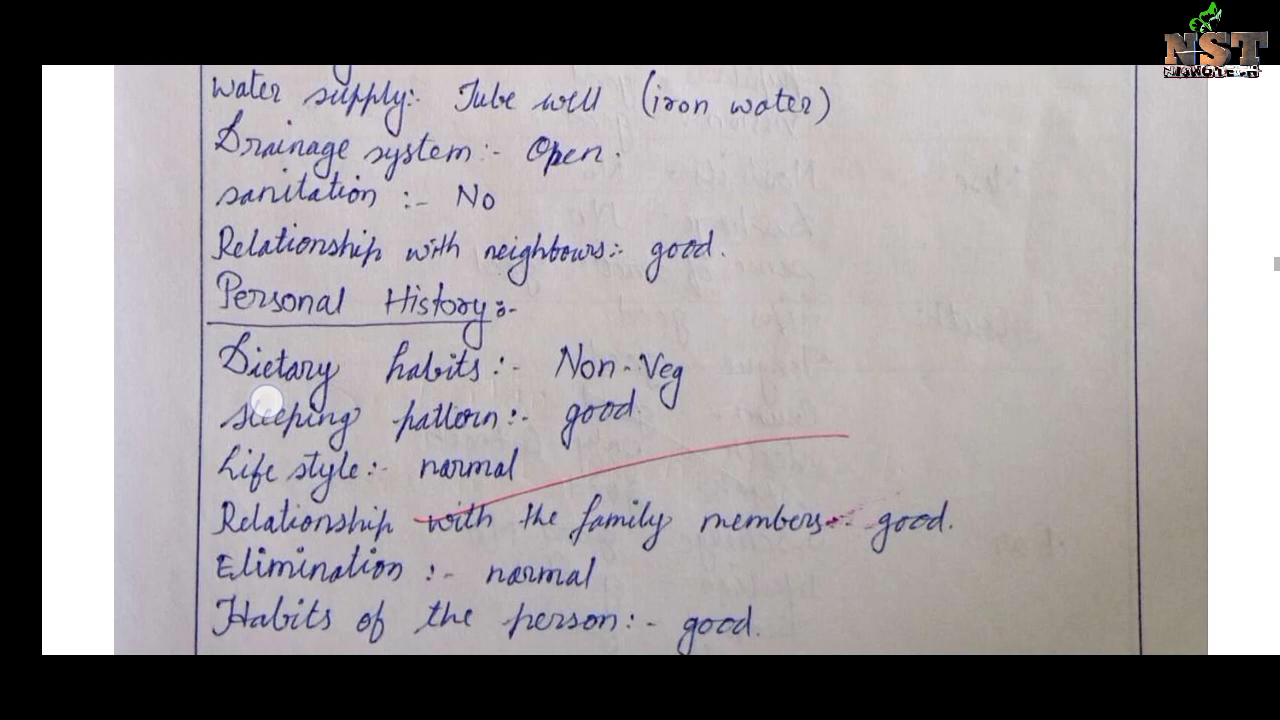 NST
Water supply:- Tube well (iron water)
Drainage system:- Open.
sanitation :- No
Relationship with neighbours:- good.
Personal History:-
Dietary habits:- Non-Veg
sleeping pattern:- good.
Life style:- normal
Relationship with the family members:- good.
Elimination :- normal
Habits of the person:- good.